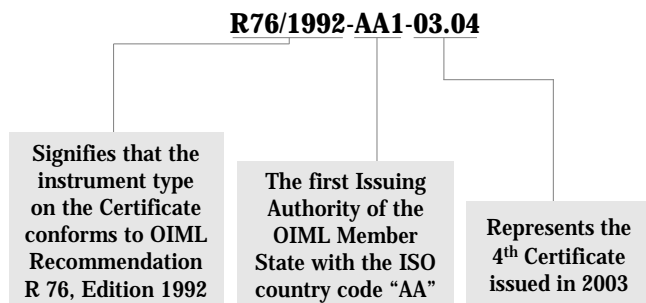 R76/1992-AA1-03.04
Signifies that the
instrument type
on the Certificate
conforms to OIML
Recommendation
R 76, Edition 1992
The first Issuing
Authority of the
OIML Member
State with the ISO
country code “AA”
Represents the
4th Certificate
issued in 2003